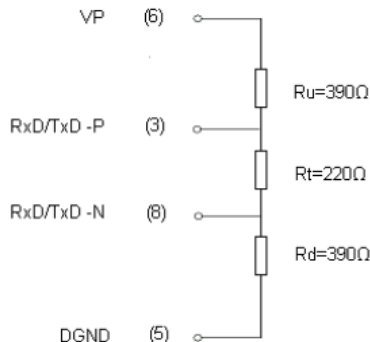 VP (6)
Ru=390Ω
RxD/TxD -P (3)
Rt=220Ω
RxD/TxD -N (8)
Rd=390Ω
DGND (5)